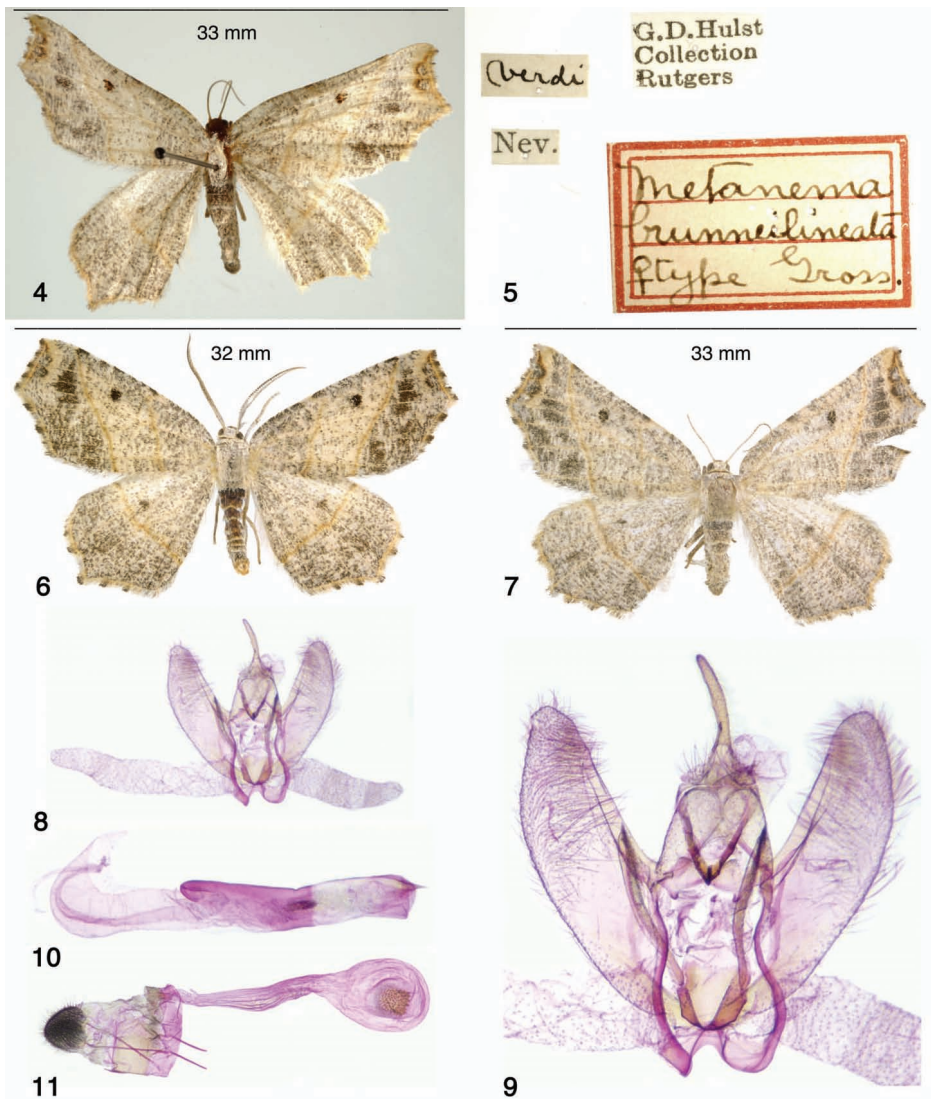 33 mm
4
Verdi
G.D.Hulst
Collection
Rutgers
Nev.
Metanema
brunneilineata
♀type Gross.
5
32 mm
6
33 mm
7
8
9
10
11